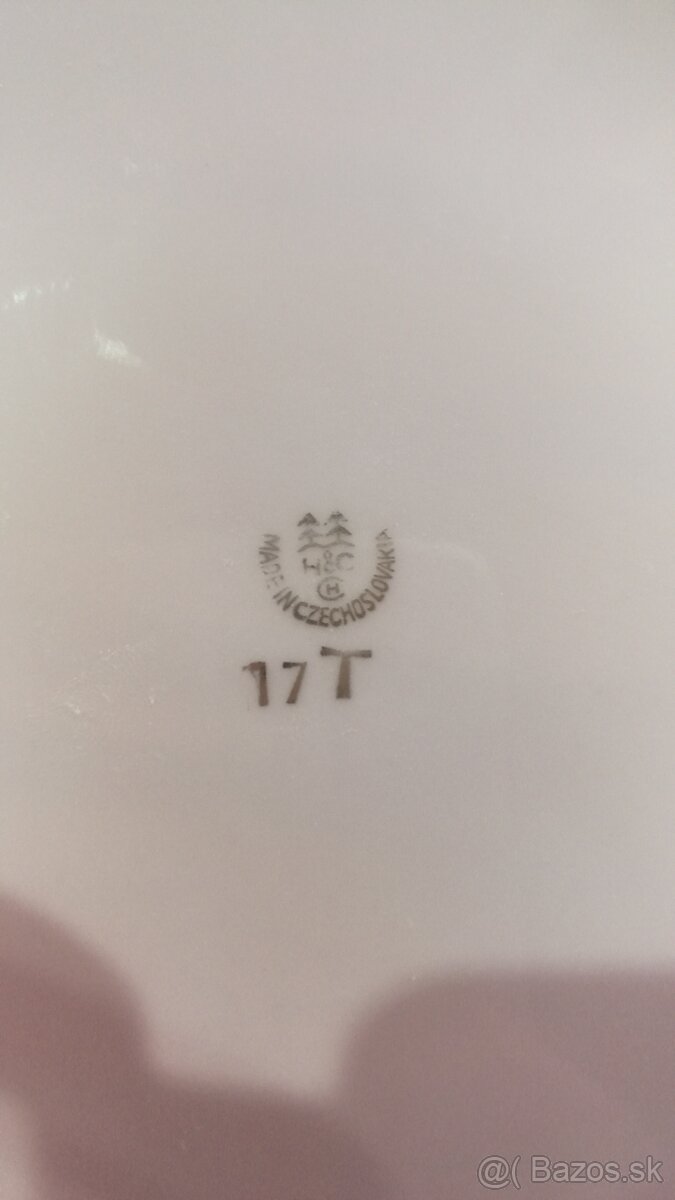 H&C
H
MADE IN CZECHOSLOVAKIA
17 T
@( Bazos.sk